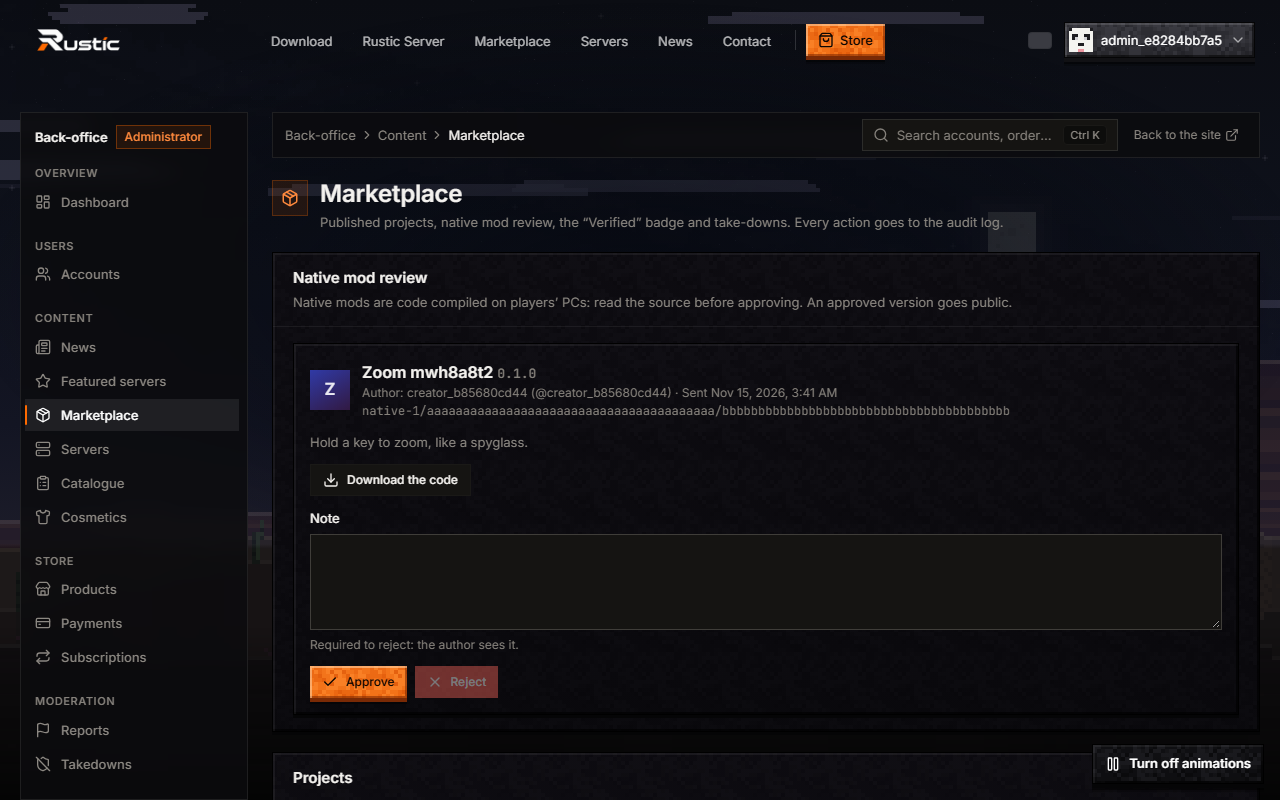 Rustic
Download
Rustic Server
Marketplace
Servers
News
Contact
Store
admin_e8284bb7a5
Back-office
Administrator
OVERVIEW
Dashboard
USERS
Accounts
CONTENT
News
Featured servers
Marketplace
Servers
Catalogue
Cosmetics
STORE
Products
Payments
Subscriptions
MODERATION
Reports
Takedowns
Back-office > Content > Marketplace
Search accounts, order...
Ctrl K
Back to the site
Marketplace
Published projects, native mod review, the “Verified” badge and take-downs. Every action goes to the audit log.
Native mod review
Native mods are code compiled on players’ PCs: read the source before approving. An approved version goes public.
Z
Zoom mwh8a8t2 0.1.0
Author: creator_b85680cd44 (@creator_b85680cd44) · Sent Nov 15, 2026, 3:41 AM
native-1/aaaaaaaaaaaaaaaaaaaaaaaaaaaaaaaaaaaaaaaa/bbbbbbbbbbbbbbbbbbbbbbbbbbbbbbbbbbbbbbbb
Hold a key to zoom, like a spyglass.
Download the code
Note
Required to reject: the author sees it.
Approve
Reject
Projects
Turn off animations